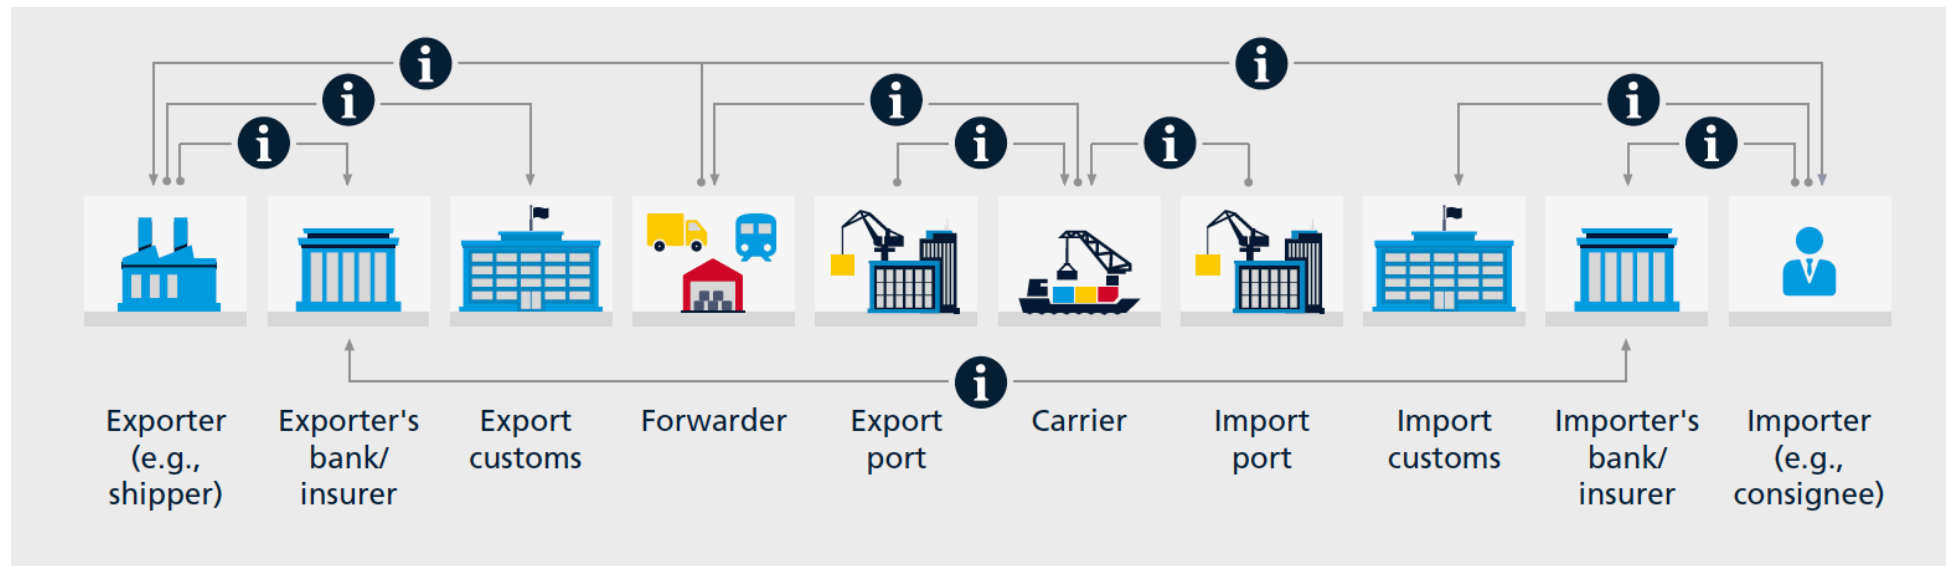 Exporter
(e.g.,
shipper)
Exporter's
bank/
insurer
Export
customs
Forwarder
Export
port
Carrier
Import
port
Import
customs
Importer's
bank/
insurer
Importer
(e.g.,
consignee)